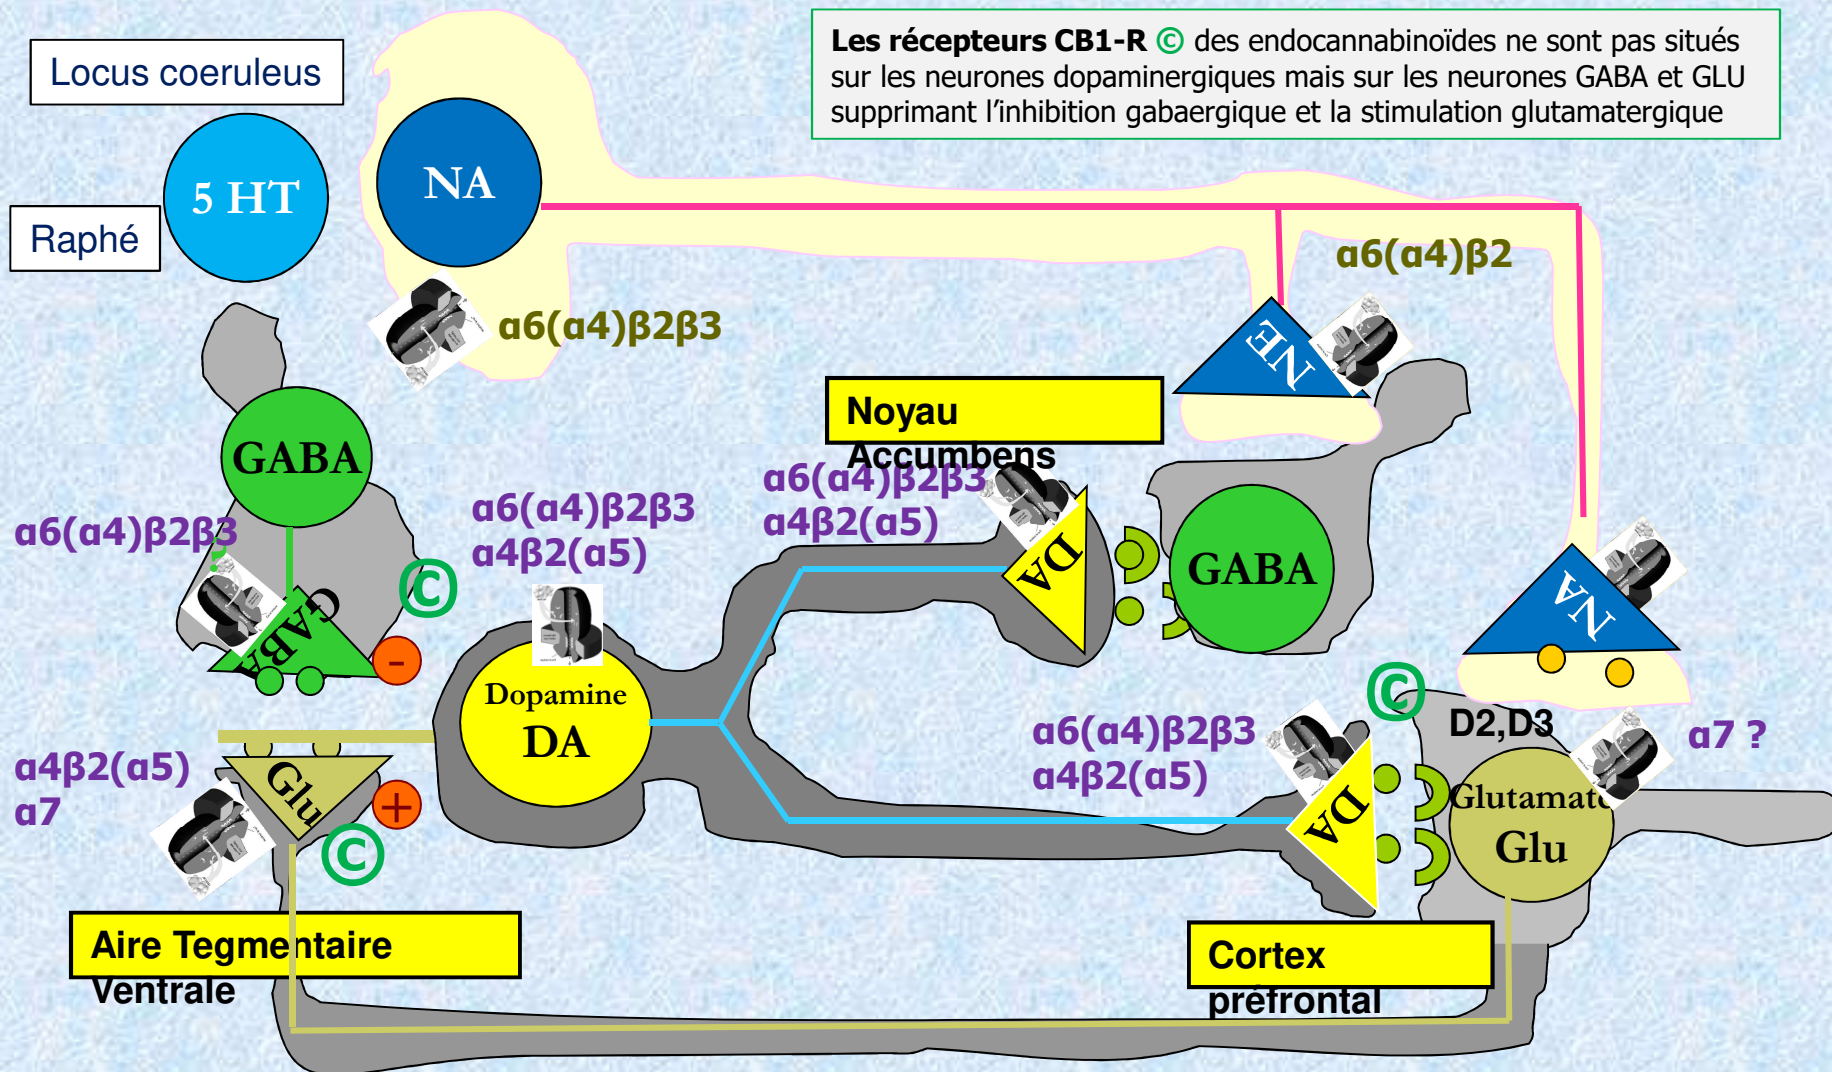 Les récepteurs CB1-R © des endocannabinoïdes ne sont pas situés
sur les neurones dopaminergiques mais sur les neurones GABA et GLU
supprimant l'inhibition gabaergique et la stimulation glutamatergique
Locus coeruleus
5 HT
NA
Raphé
α6(α4)β2
α6(α4)β2β3
NE
Noyau
Accumbens
GABA
α6(α4)β2β3
α4β2(α5)
α6(α4)β2β3
α4β2(α5)
α6(α4)β2β3
?
DA
GABA
©
GABA
-
NA
Dopamine
DA
©
D2,D3
α6(α4)β2β3
α4β2(α5)
α7 ?
α4β2(α5)
α7
Glu
+
©
DA
Glutamate
Glu
Aire Tegmentaire
Ventrale
Cortex
préfrontal